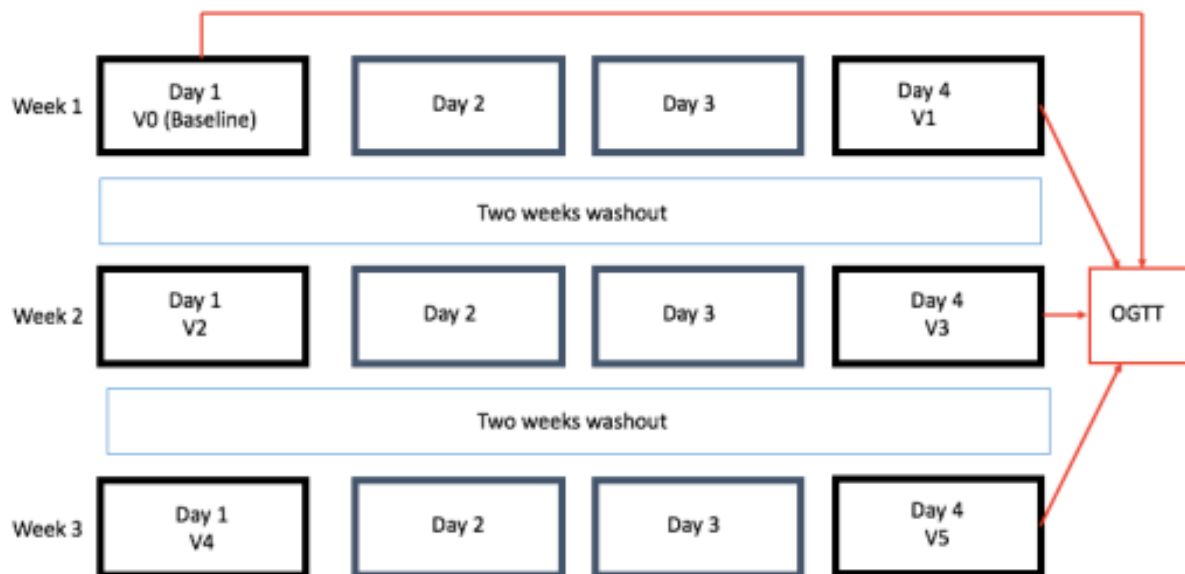 Week 1
Day 1
V0 (Baseline)
Day 2
Day 3
Day 4
V1
Two weeks washout
Week 2
Day 1
V2
Day 2
Day 3
Day 4
V3
OGTT
Two weeks washout
Week 3
Day 1
V4
Day 2
Day 3
Day 4
V5